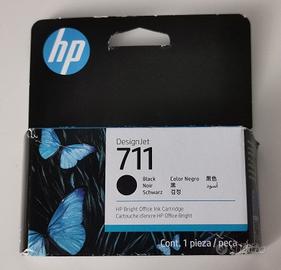 hp
DesignJet
711
Black Color Negro 黑色
Noir 黒 أسود
Schwarz 검정
HP Bright Office Ink Cartridge
Cartouche d'encre HP Bright Office
Cont. 1 pieza / peça